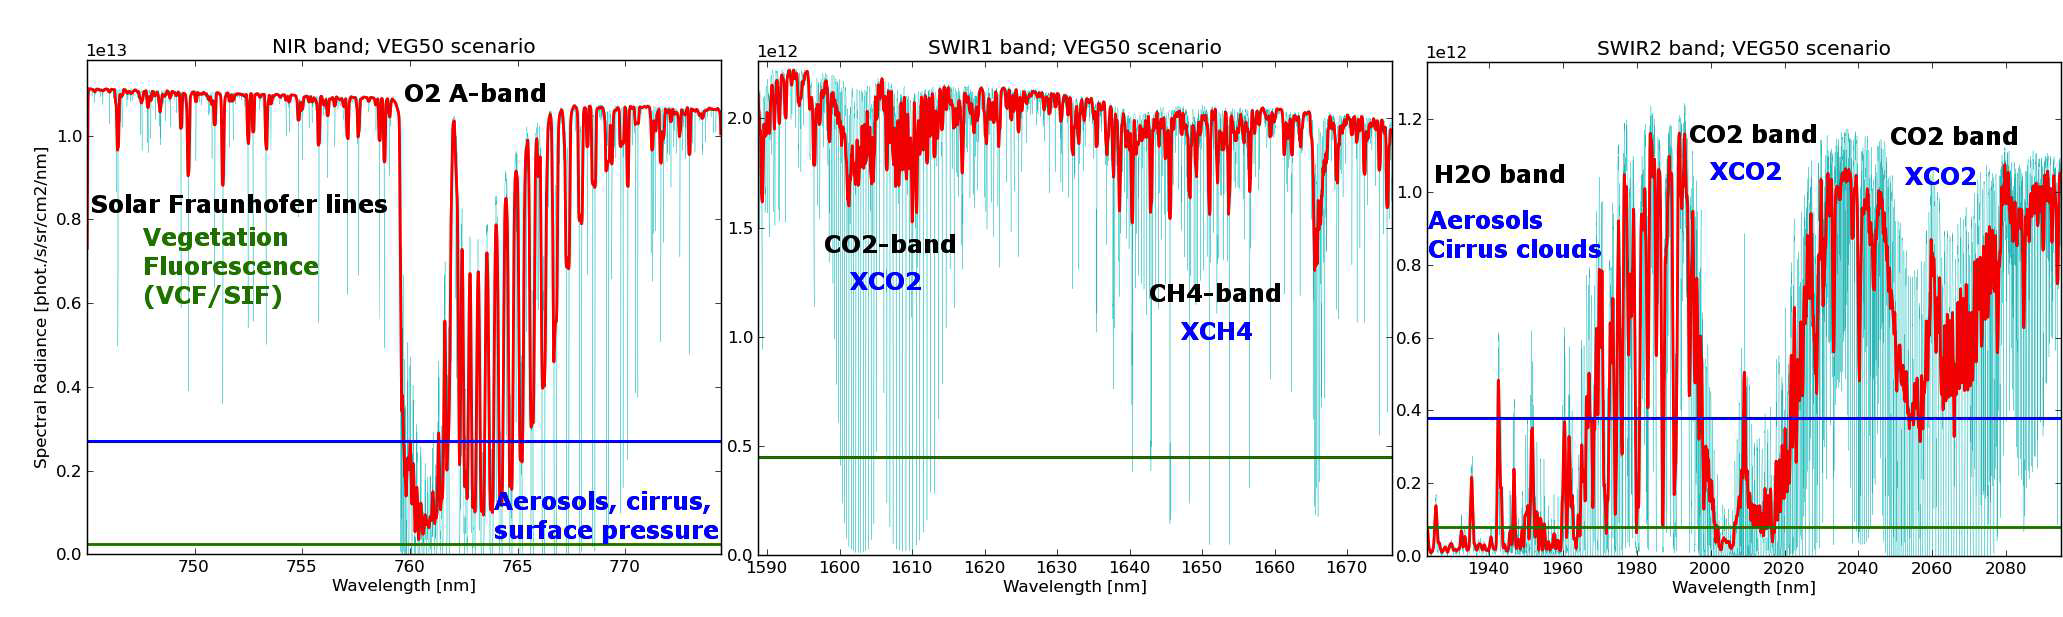 NIR band; VEG50 scenario
1e13
O2 A-band
Solar Fraunhofer lines
Vegetation
Fluorescence
(VCF/SIF)
Aerosols, cirrus,
surface pressure
Spectral Radiance [phot./s/sr/cm2/nm]
1.0
0.8
0.6
0.4
0.2
0.0
750 755 760 765 770
Wavelength [nm]
SWIR1 band; VEG50 scenario
1e12
CO2-band
XCO2
CH4-band
XCH4
2.0
1.5
1.0
0.5
0.0
1590 1600 1610 1620 1630 1640 1650 1660 1670
Wavelength [nm]
SWIR2 band; VEG50 scenario
1e12
CO2 band
XCO2
CO2 band
XCO2
H2O band
Aerosols
Cirrus clouds
1.2
1.0
0.8
0.6
0.4
0.2
0.0
1940 1960 1980 2000 2020 2040 2060 2080
Wavelength [nm]